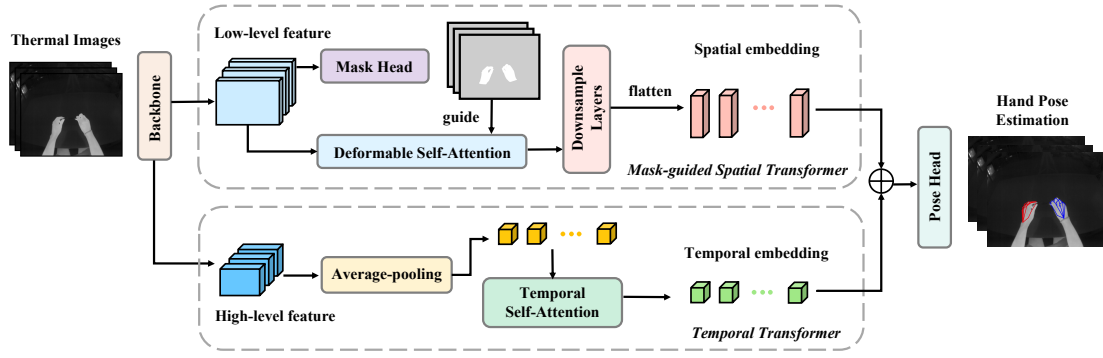 Thermal Images
Backbone
Low-level feature
Mask Head
guide
Deformable Self-Attention
Downsample
Layers
flatten
Spatial embedding
Mask-guided Spatial Transformer
High-level feature
Average-pooling
Temporal
Self-Attention
Temporal embedding
Temporal Transformer
Pose Head
Hand Pose
Estimation